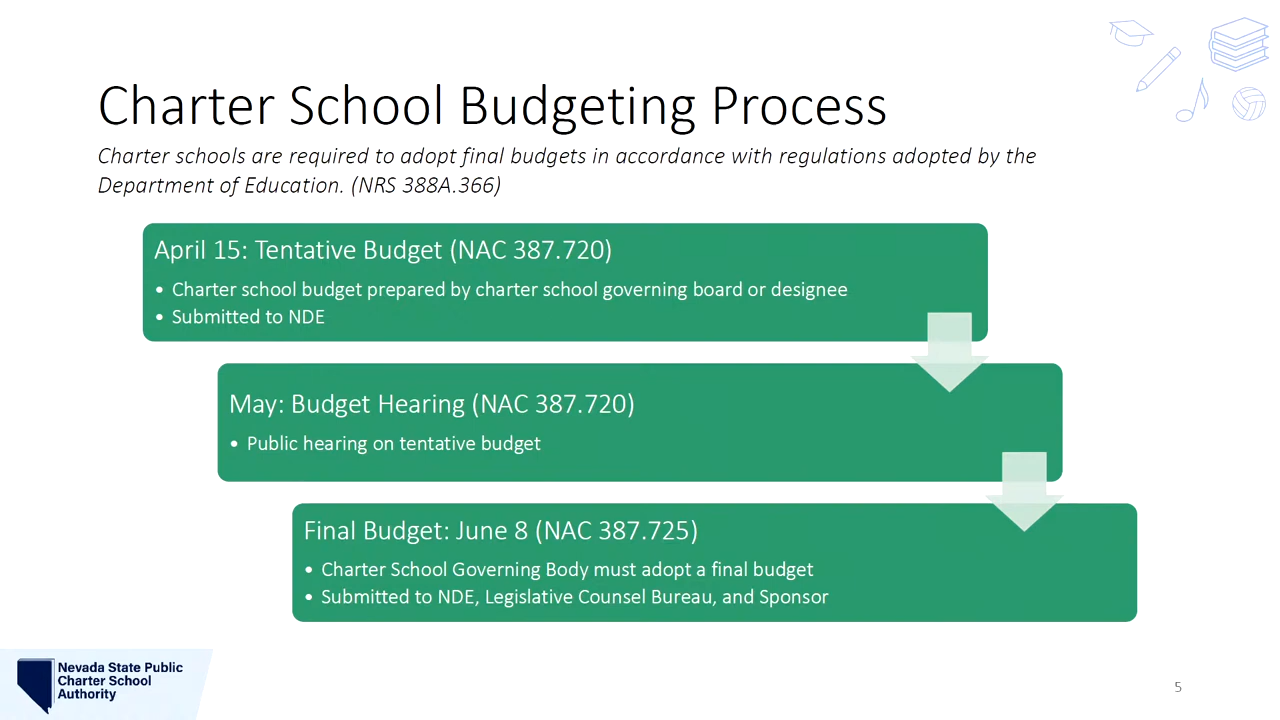 Charter School Budgeting Process
Charter schools are required to adopt final budgets in accordance with regulations adopted by the
Department of Education. (NRS 388A.366)
April 15: Tentative Budget (NAC 387.720)
• Charter school budget prepared by charter school governing board or designee
• Submitted to NDE
May: Budget Hearing (NAC 387.720)
• Public hearing on tentative budget
Final Budget: June 8 (NAC 387.725)
• Charter School Governing Body must adopt a final budget
• Submitted to NDE, Legislative Counsel Bureau, and Sponsor
Nevada State Public
Charter School
Authority
5